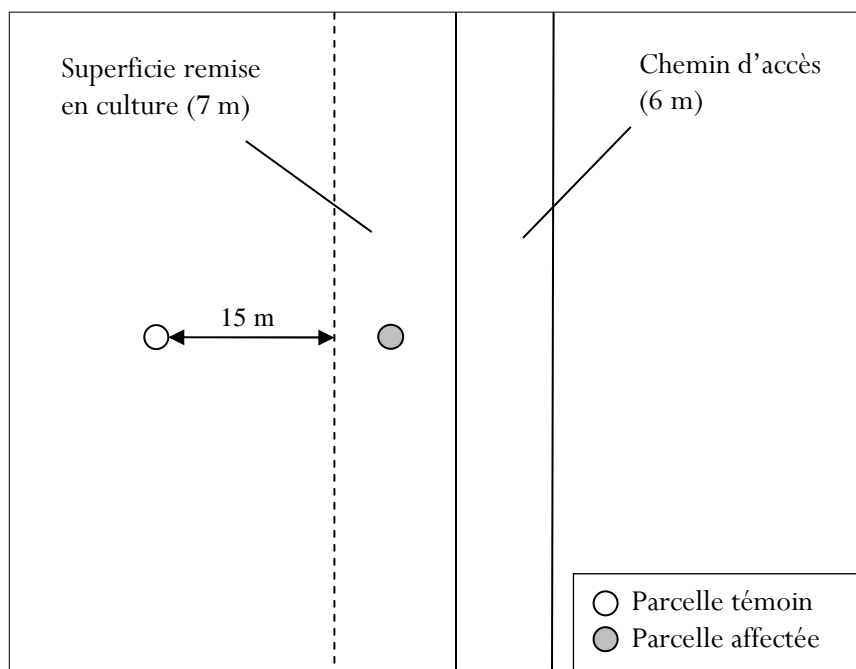 Superficie remise
en culture (7 m)
Chemin d'accès
(6 m)
15 m
Parcelle témoin
Parcelle affectée